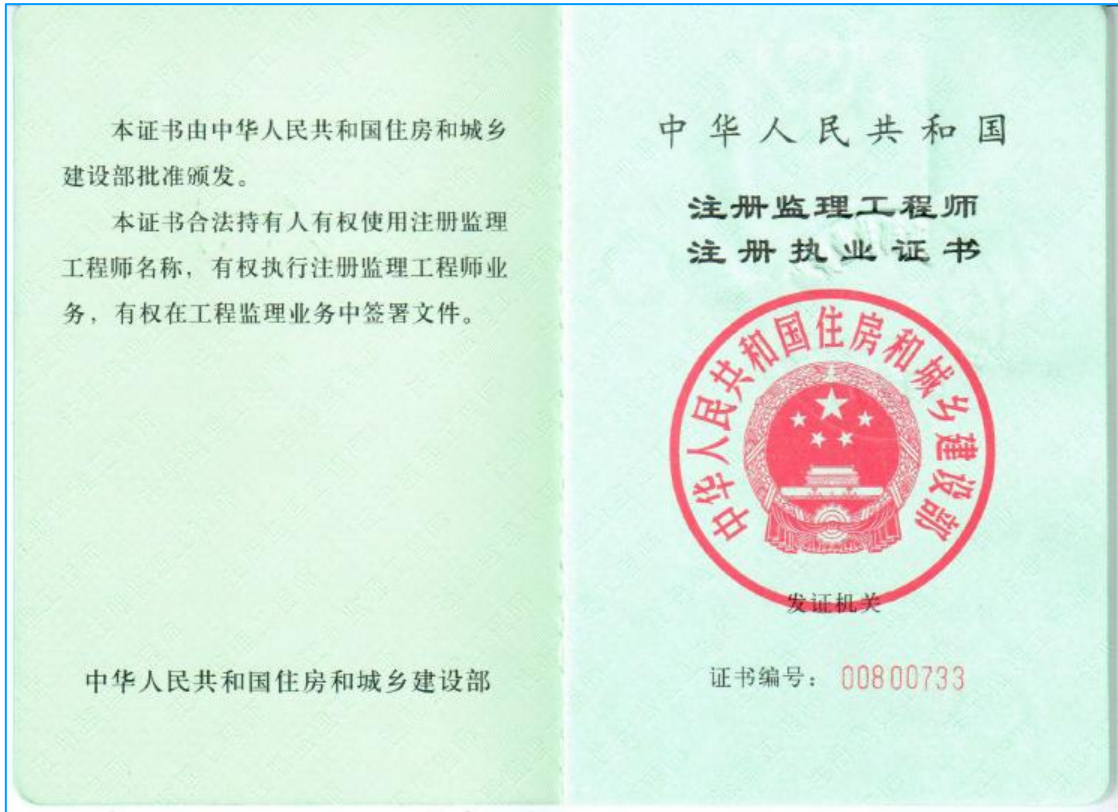 本证书由中华人民共和国住房和城乡
建设部批准颁发。
本证书合法持有人有权使用注册监理
工程师名称，有权执行注册监理工程师业
务，有权在工程监理业务中签署文件。
中华人民共和国住房和城乡建设部
中华人民共和国
注册监理工程师
注册执业证书
中华人民共和国住房和城乡建设部
发证机关
证书编号：00800733